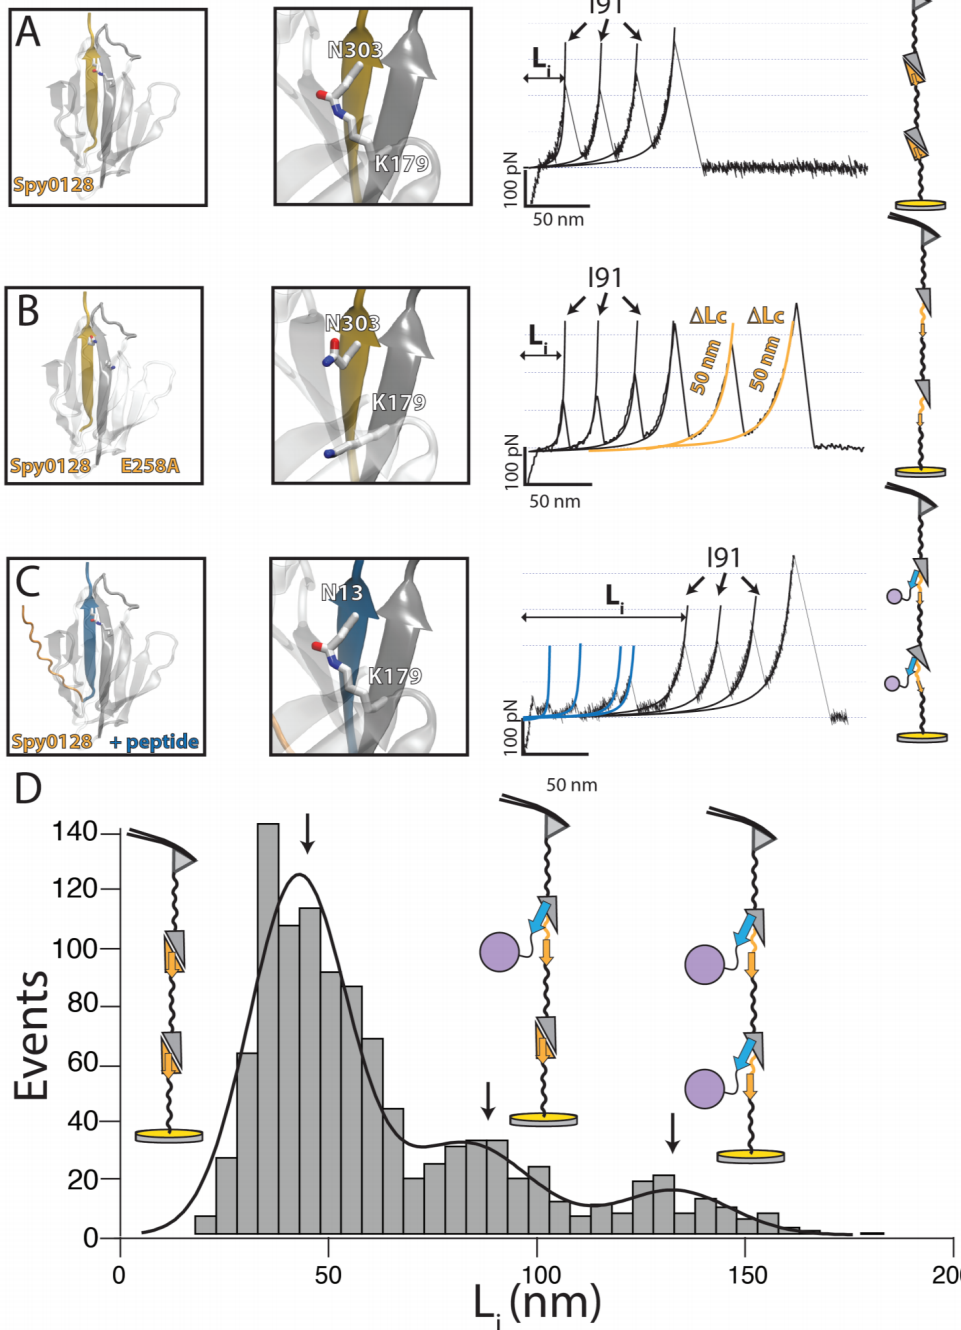 A
Spy0128
N303
K179
I91
Li
100 pN
50 nm
B
Spy0128 E258A
N303
K179
I91
Li
ΔLc ΔLc
50 nm 50 nm
100 pN
50 nm
C
Spy0128 + peptide
N13
K179
I91
Li
100 pN
50 nm
D
Events
140
120
100
80
60
40
20
0
0 50 100 150 20
Li (nm)